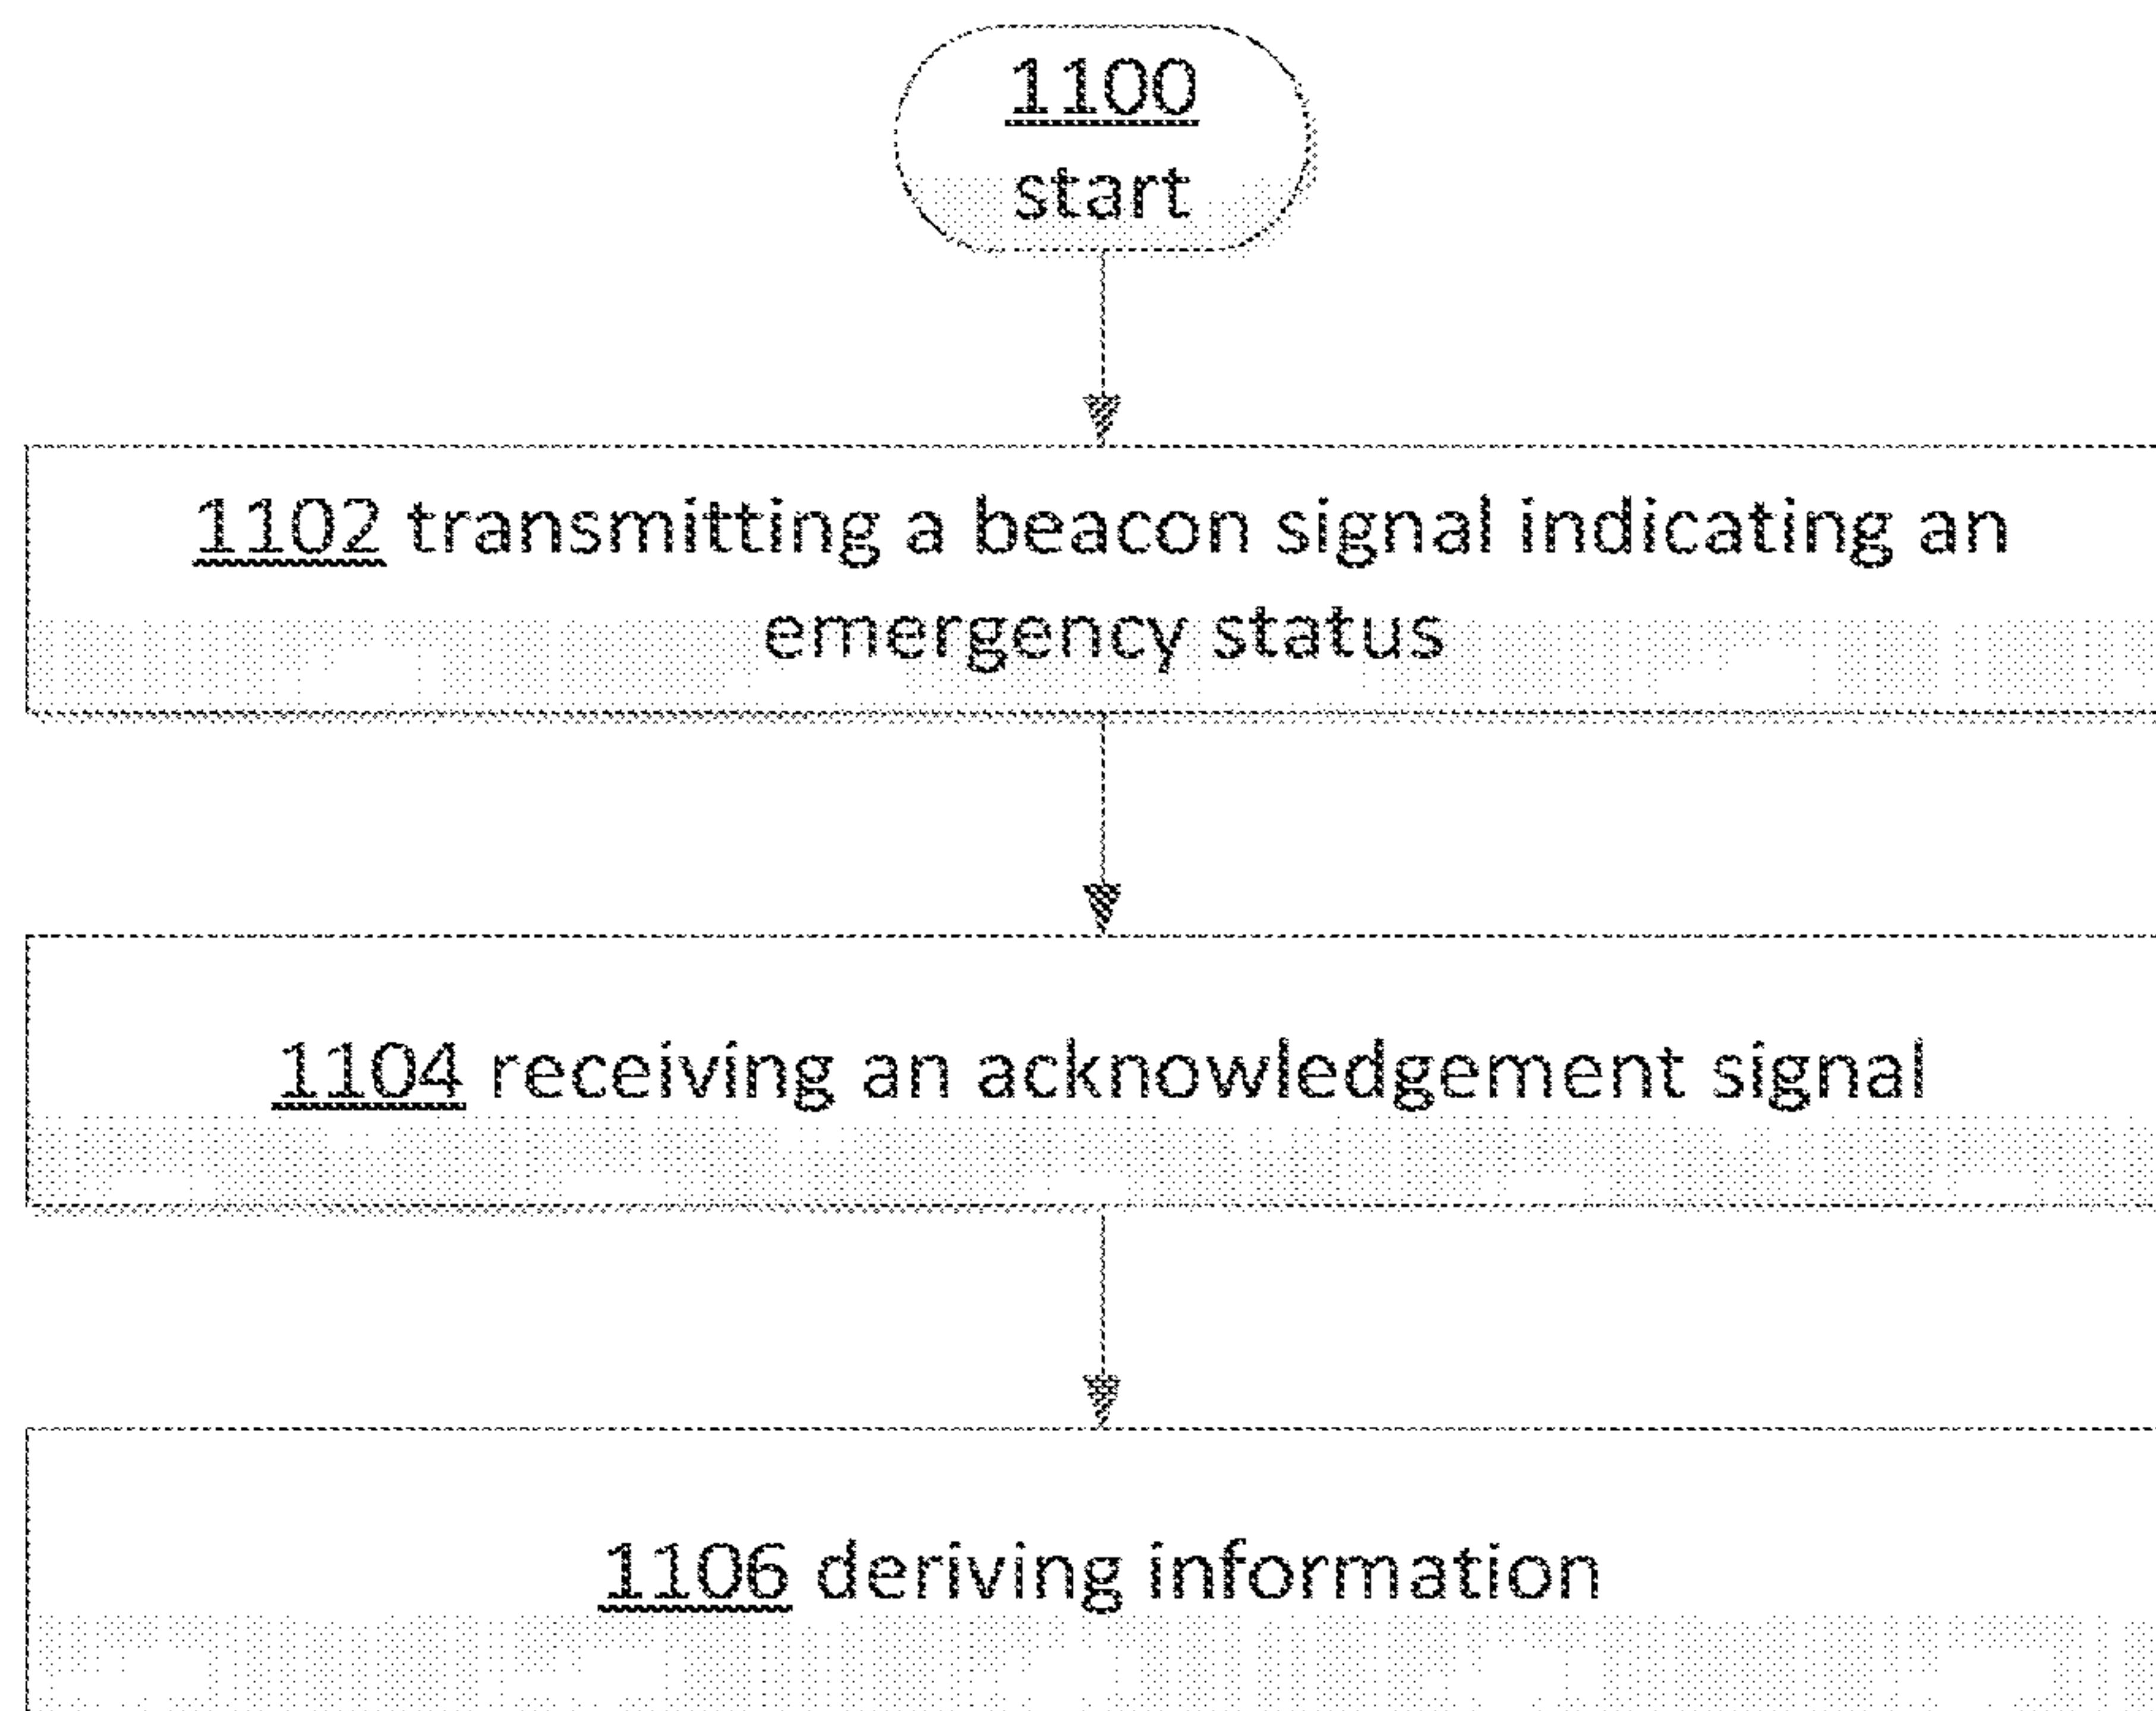 1100
start
1102 transmitting a beacon signal indicating an
emergency status
1104 receiving an acknowledgement signal
1106 deriving information